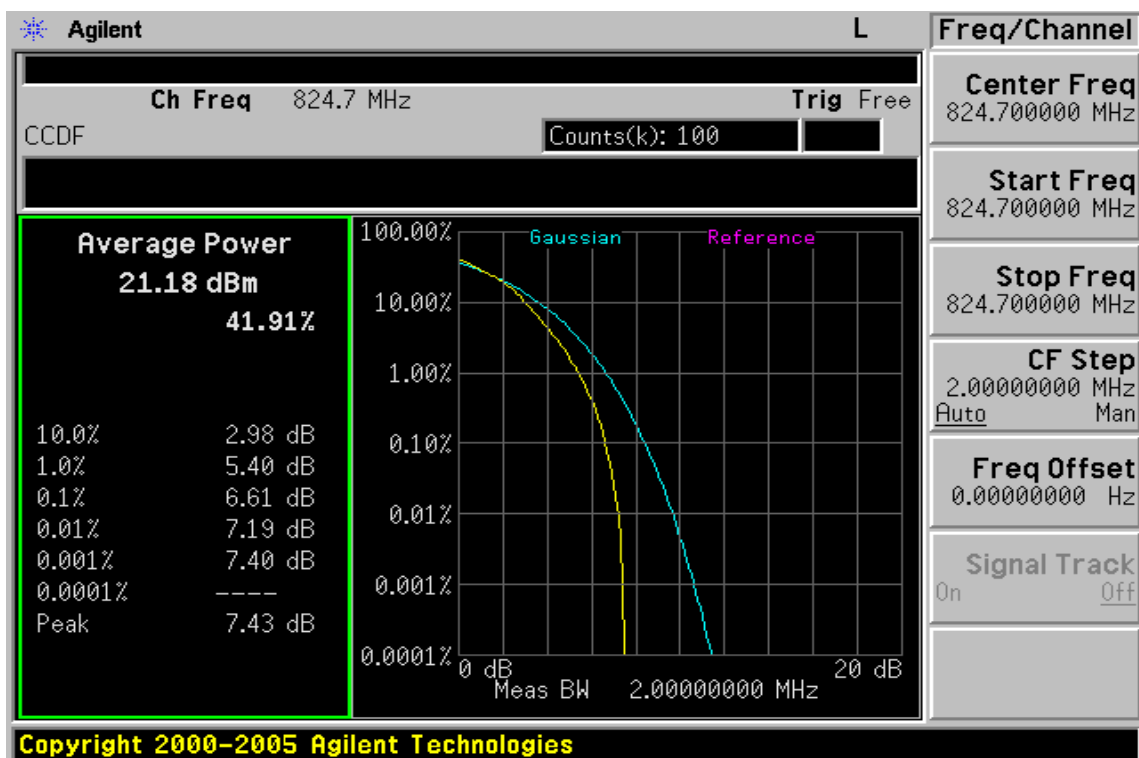 Agilent
L
Freq/Channel
Ch Freq 824.7 MHz
Trig Free
CCDF
Counts(k): 100
Center Freq
824.700000 MHz
Start Freq
824.700000 MHz
Stop Freq
824.700000 MHz
CF Step
2.00000000 MHz
Auto Man
Freq Offset
0.00000000 Hz
Signal Track
On Off
Average Power
21.18 dBm
41.91%
10.0% 2.98 dB
1.0% 5.40 dB
0.1% 6.61 dB
0.01% 7.19 dB
0.001% 7.40 dB
0.0001% ----
Peak 7.43 dB
Gaussian Reference
100.00%
10.00%
1.00%
0.10%
0.01%
0.001%
0.0001%
0 dB 20 dB
Meas BW 2.00000000 MHz
Copyright 2000-2005 Agilent Technologies